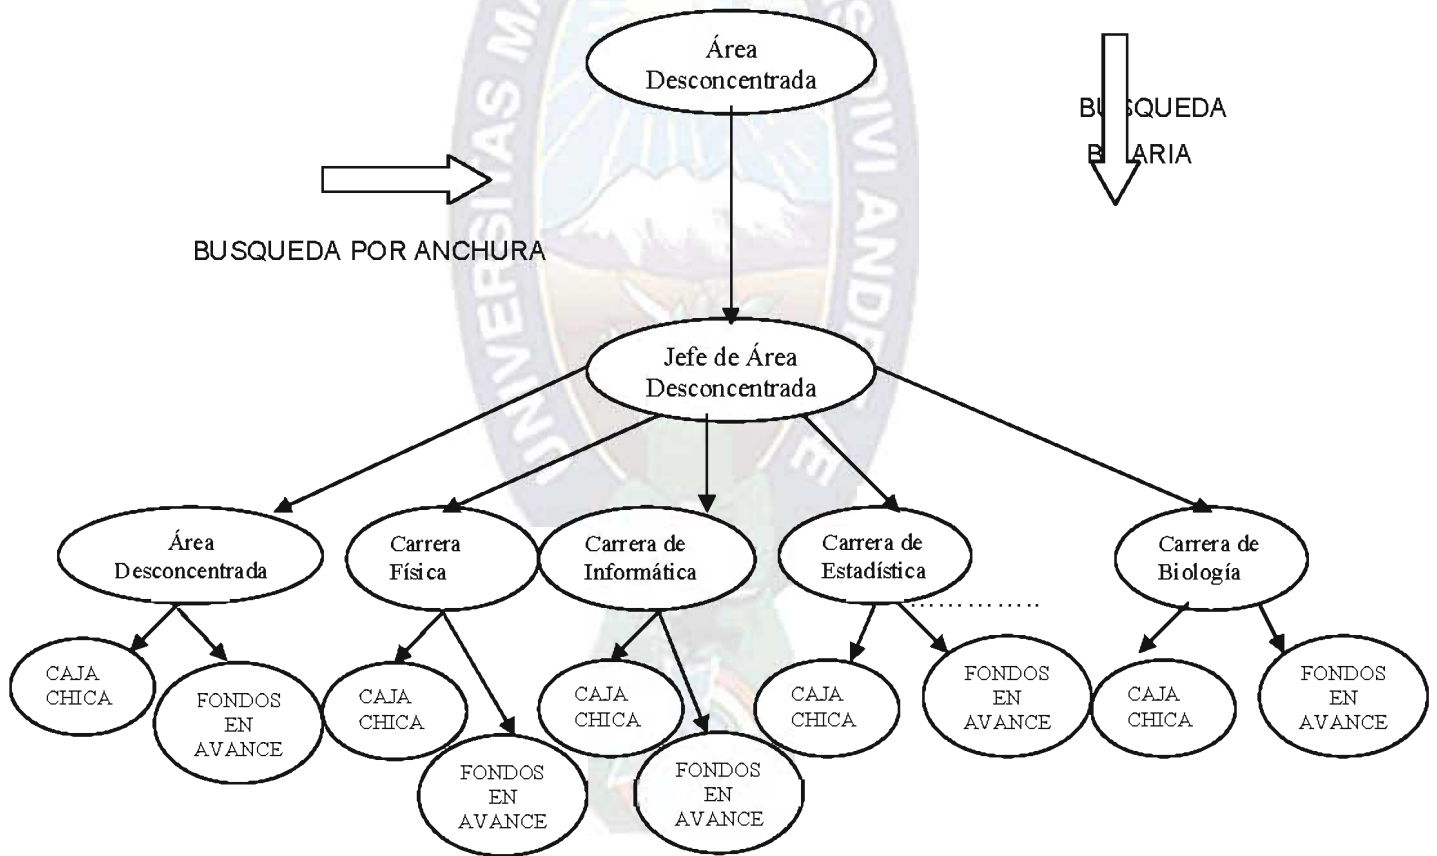 Área
Desconcentrada
BUSQUEDA POR ANCHURA
Jefe de Área
Desconcentrada
Área
Desconcentrada
Carrera
Física
Carrera de
Informática
Carrera de
Estadística
..............
Carrera de
Biología
CAJA
CHICA
FONDOS
EN
AVANCE
CAJA
CHICA
FONDOS
EN
AVANCE
CAJA
CHICA
FONDOS
EN
AVANCE
CAJA
CHICA
FONDOS
EN
AVANCE
CAJA
CHICA
FONDOS
EN
AVANCE